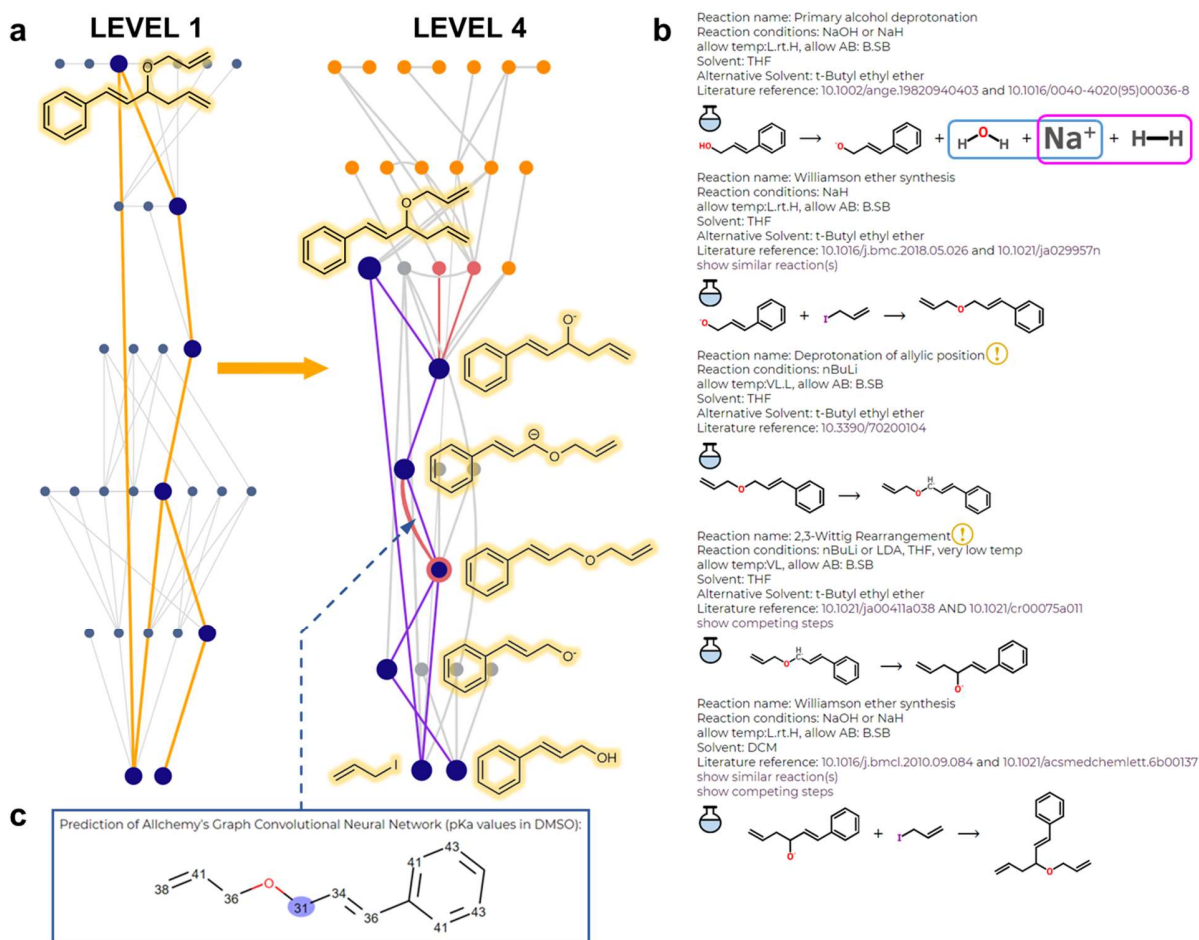 a
LEVEL 1
LEVEL 4
O
O
O-
⊖
O
O
O-
I
OH
b
Reaction name: Primary alcohol deprotonation
Reaction conditions: NaOH or NaH
allow temp:L.rt.H, allow AB: B.SB
Solvent: THF
Alternative Solvent: t-Butyl ethyl ether
Literature reference: 10.1002/ange.19820940403 and 10.1016/0040-4020(95)00036-8
HO → -O + H O H + Na+ + H—H
Reaction name: Williamson ether synthesis
Reaction conditions: NaH
allow temp:L.rt.H, allow AB: B.SB
Solvent: THF
Alternative Solvent: t-Butyl ethyl ether
Literature reference: 10.1016/j.bmc.2018.05.026 and 10.1021/ja029957n
show similar reaction(s)
-O + I → O
Reaction name: Deprotonation of allylic position !
Reaction conditions: nBuLi
allow temp:VL.L, allow AB: B.SB
Solvent: THF
Alternative Solvent: t-Butyl ethyl ether
Literature reference: 10.3390/70200104
O → O C H
Reaction name: 2,3-Wittig Rearrangement !
Reaction conditions: nBuLi or LDA, THF, very low temp
allow temp:VL, allow AB: B.SB
Solvent: THF
Alternative Solvent: t-Butyl ethyl ether
Literature reference: 10.1021/ja00411a038 AND 10.1021/cr00075a011
show competing steps
O C H → O-
Reaction name: Williamson ether synthesis
Reaction conditions: NaOH or NaH
allow temp:L.rt.H, allow AB: B.SB
Solvent: DCM
Literature reference: 10.1016/j.bmcl.2010.09.084 and 10.1021/acsmedchemlett.6b00137
show similar reaction(s)
show competing steps
O- + I → O
c
Prediction of Allchemy's Graph Convolutional Neural Network (pKa values in DMSO):
38 41 36 O 31 34 36 41 43 43 41